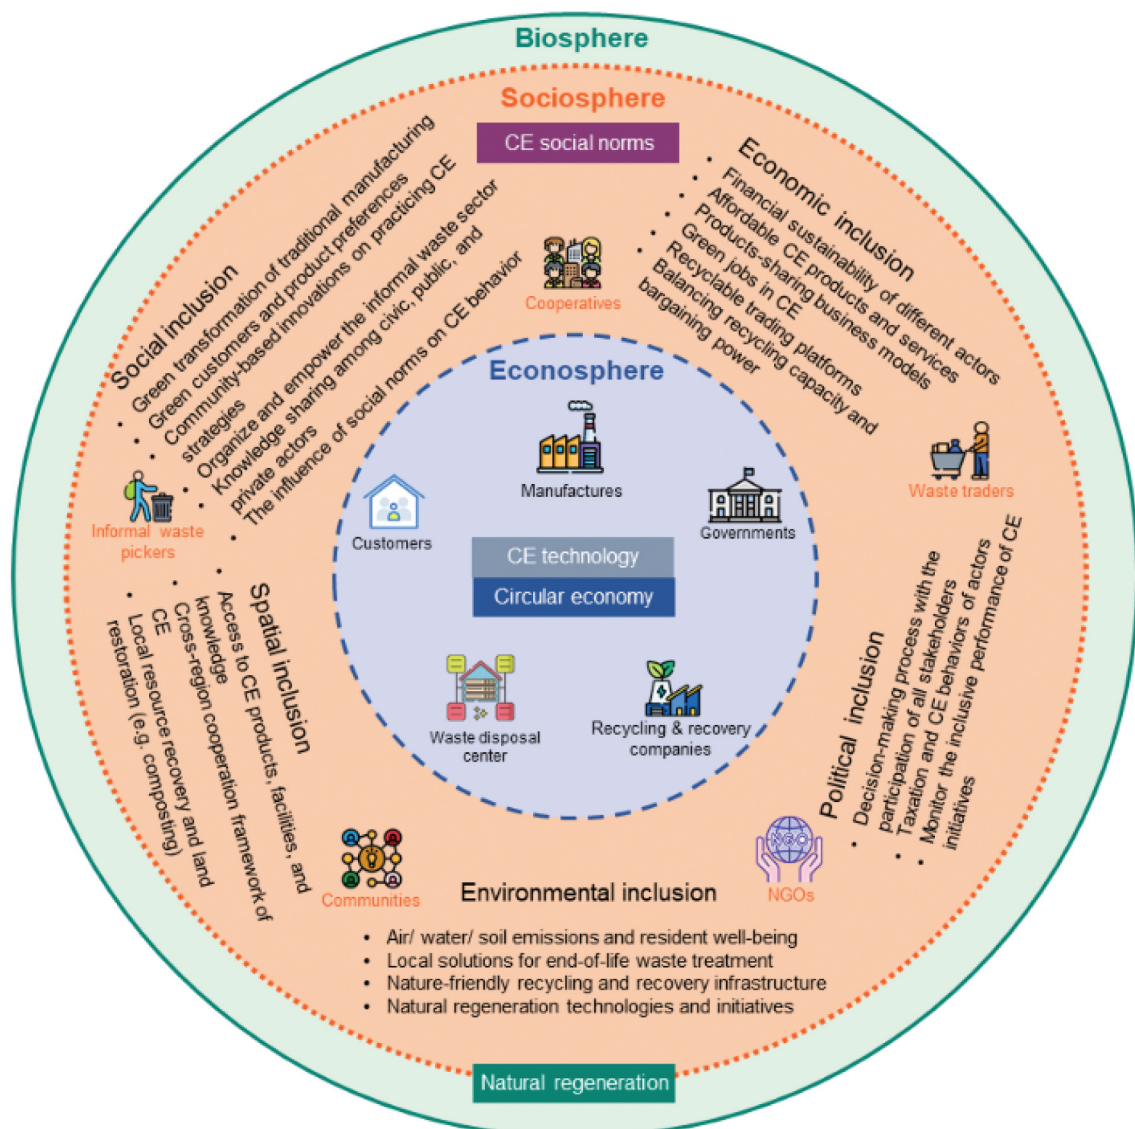 Biosphere
Sociosphere
CE social norms
Social inclusion
• Green transformation of traditional manufacturing
• Green customers and product preferences
• Community-based innovations on practicing CE
strategies
• Organize and empower the informal waste sector
• Knowledge sharing among civic, public, and
private actors
• The influence of social norms on CE behavior
Economic inclusion
• Financial sustainability of different actors
• Affordable CE products and services
• Products-sharing business models
• Green jobs in CE
• Recyclable trading platforms
• Balancing recycling capacity and
bargaining power
Cooperatives
Waste traders
Informal waste
pickers
Econosphere
Manufactures
Customers
Governments
CE technology
Circular economy
Waste disposal
center
Recycling & recovery
companies
Spatial inclusion
• Access to CE products, facilities, and
knowledge
• Cross-region cooperation framework of
CE
• Local resource recovery and land
restoration (e.g. composting)
Political inclusion
• Decision-making process with the
participation of all stakeholders
• Taxation and CE behaviors of actors
• Monitor the inclusive performance of CE
initiatives
Communities
NGO
NGOs
Environmental inclusion
• Air/ water/ soil emissions and resident well-being
• Local solutions for end-of-life waste treatment
• Nature-friendly recycling and recovery infrastructure
• Natural regeneration technologies and initiatives
Natural regeneration